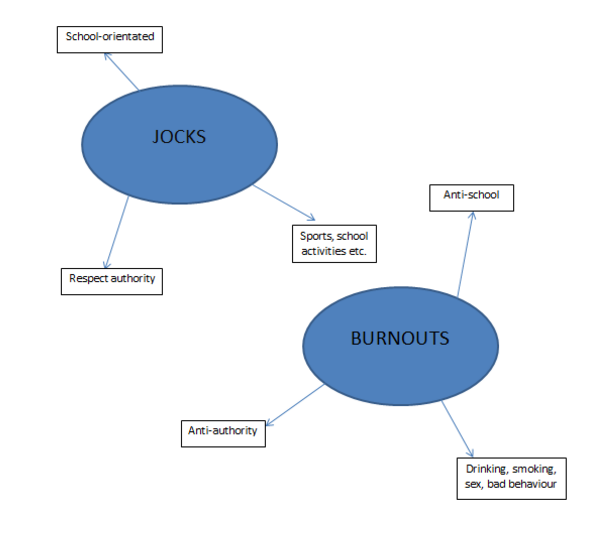 School-orientated
JOCKS
Anti-school
Sports, school
activities etc.
Respect authority
BURNOUTS
Anti-authority
Drinking, smoking,
sex, bad behaviour